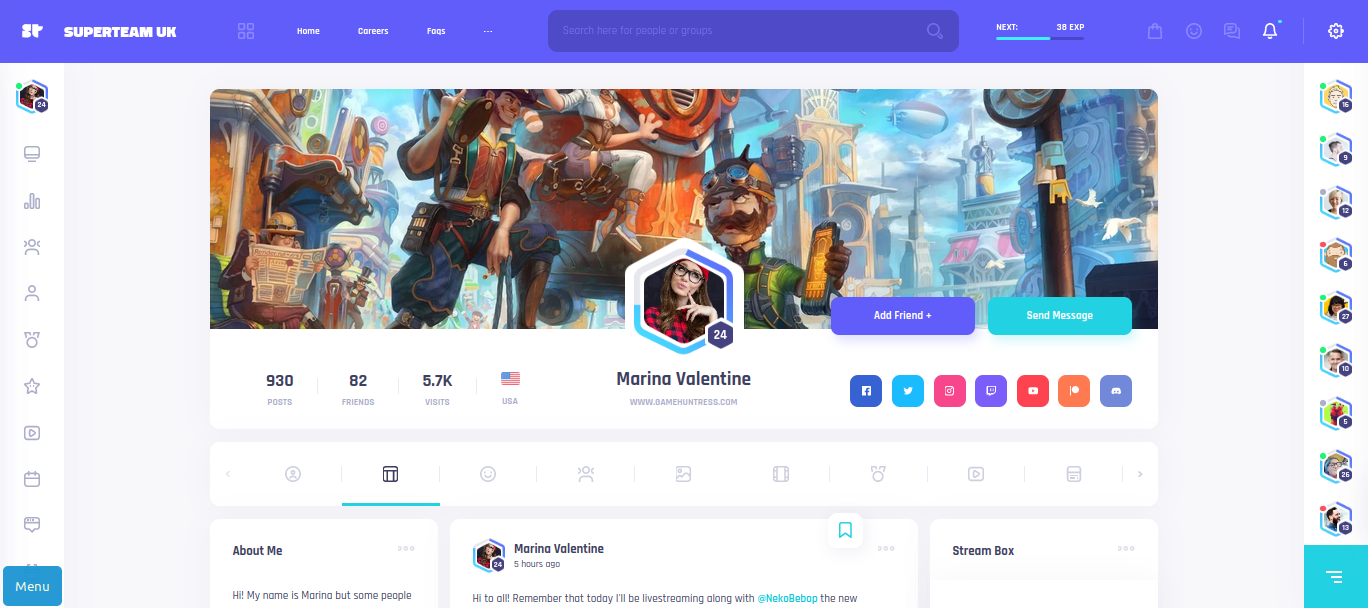 SUPERTEAM UK
Home
Careers
Faqs
...
Search here for people or groups
NEXT:
38 EXP
24
16
9
12
6
27
10
5
26
13
24
Add Friend +
Send Message
930
POSTS
82
FRIENDS
5.7K
VISITS
USA
Marina Valentine
WWW.GAMEHUNTRESS.COM
About Me
Hi! My name is Marina but some people
24
Marina Valentine
5 hours ago
Hi to all! Remember that today I'll be livestreaming along with @NekoBebop the new
Stream Box
Menu